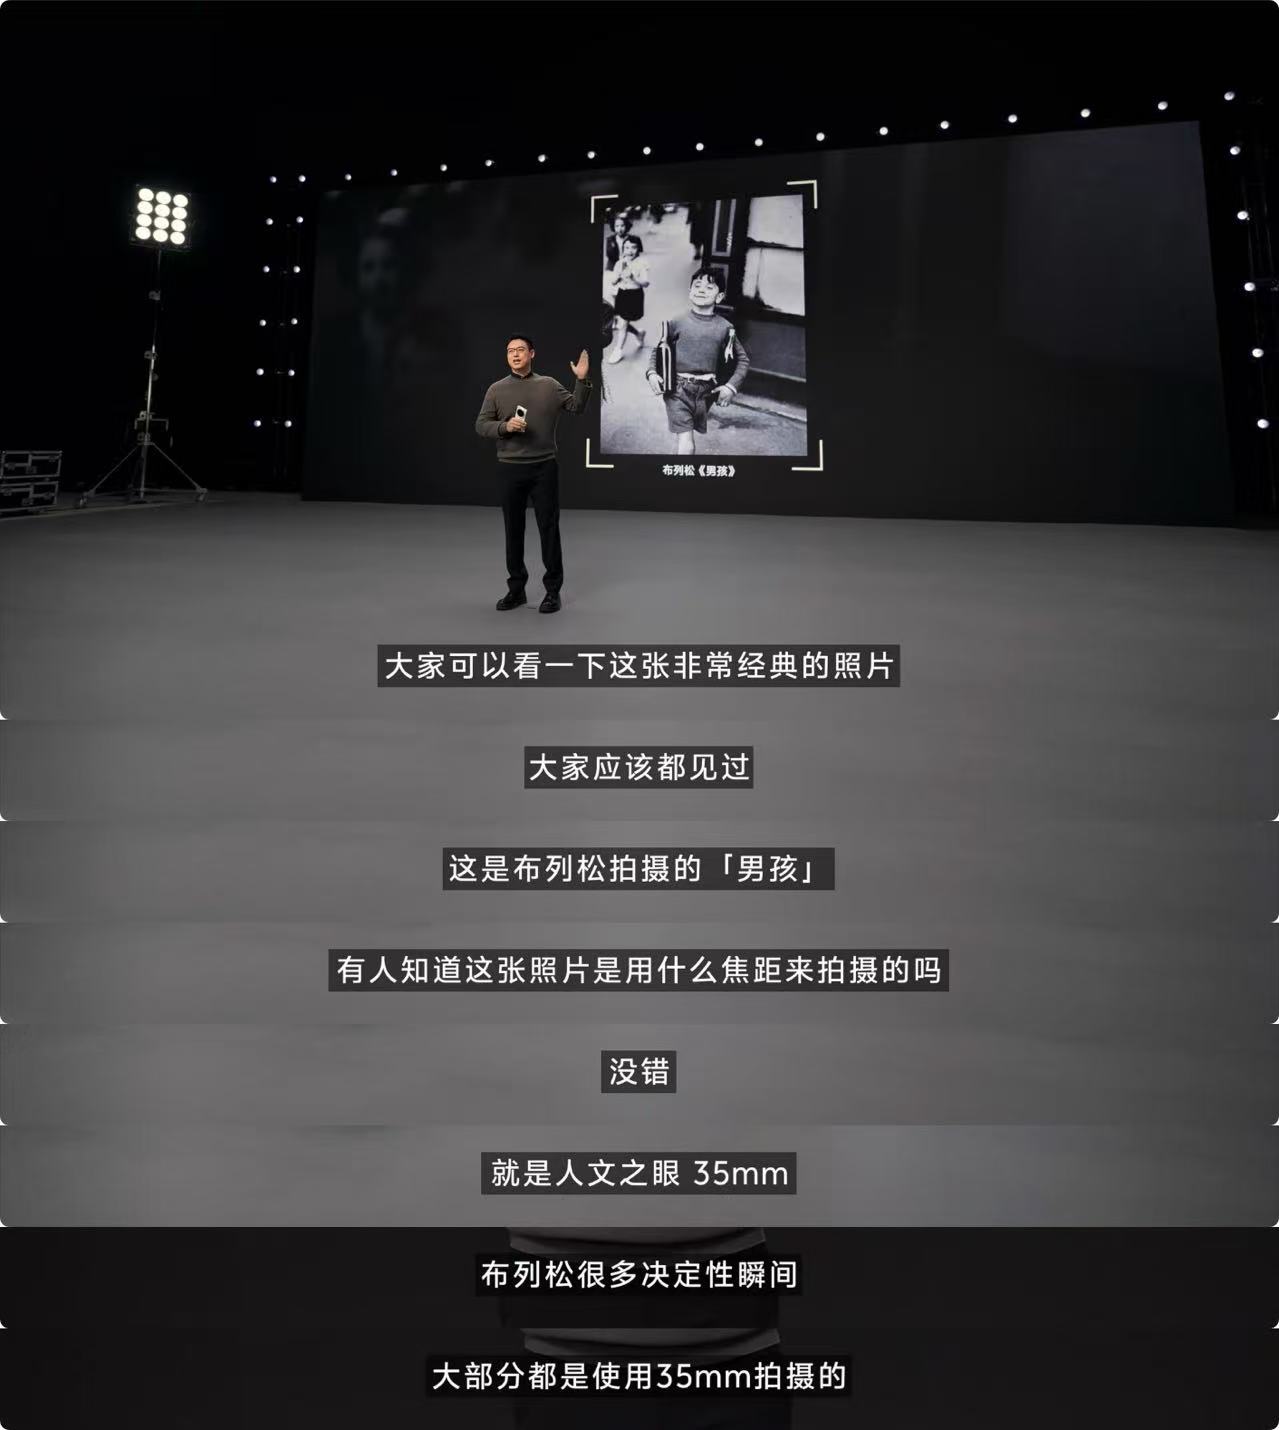 布列松《男孩》
大家可以看一下这张非常经典的照片
大家应该都见过
这是布列松拍摄的「男孩」
有人知道这张照片是用什么焦距来拍摄的吗
没错
就是人文之眼 35mm
布列松很多决定性瞬间
大部分都是使用35mm拍摄的